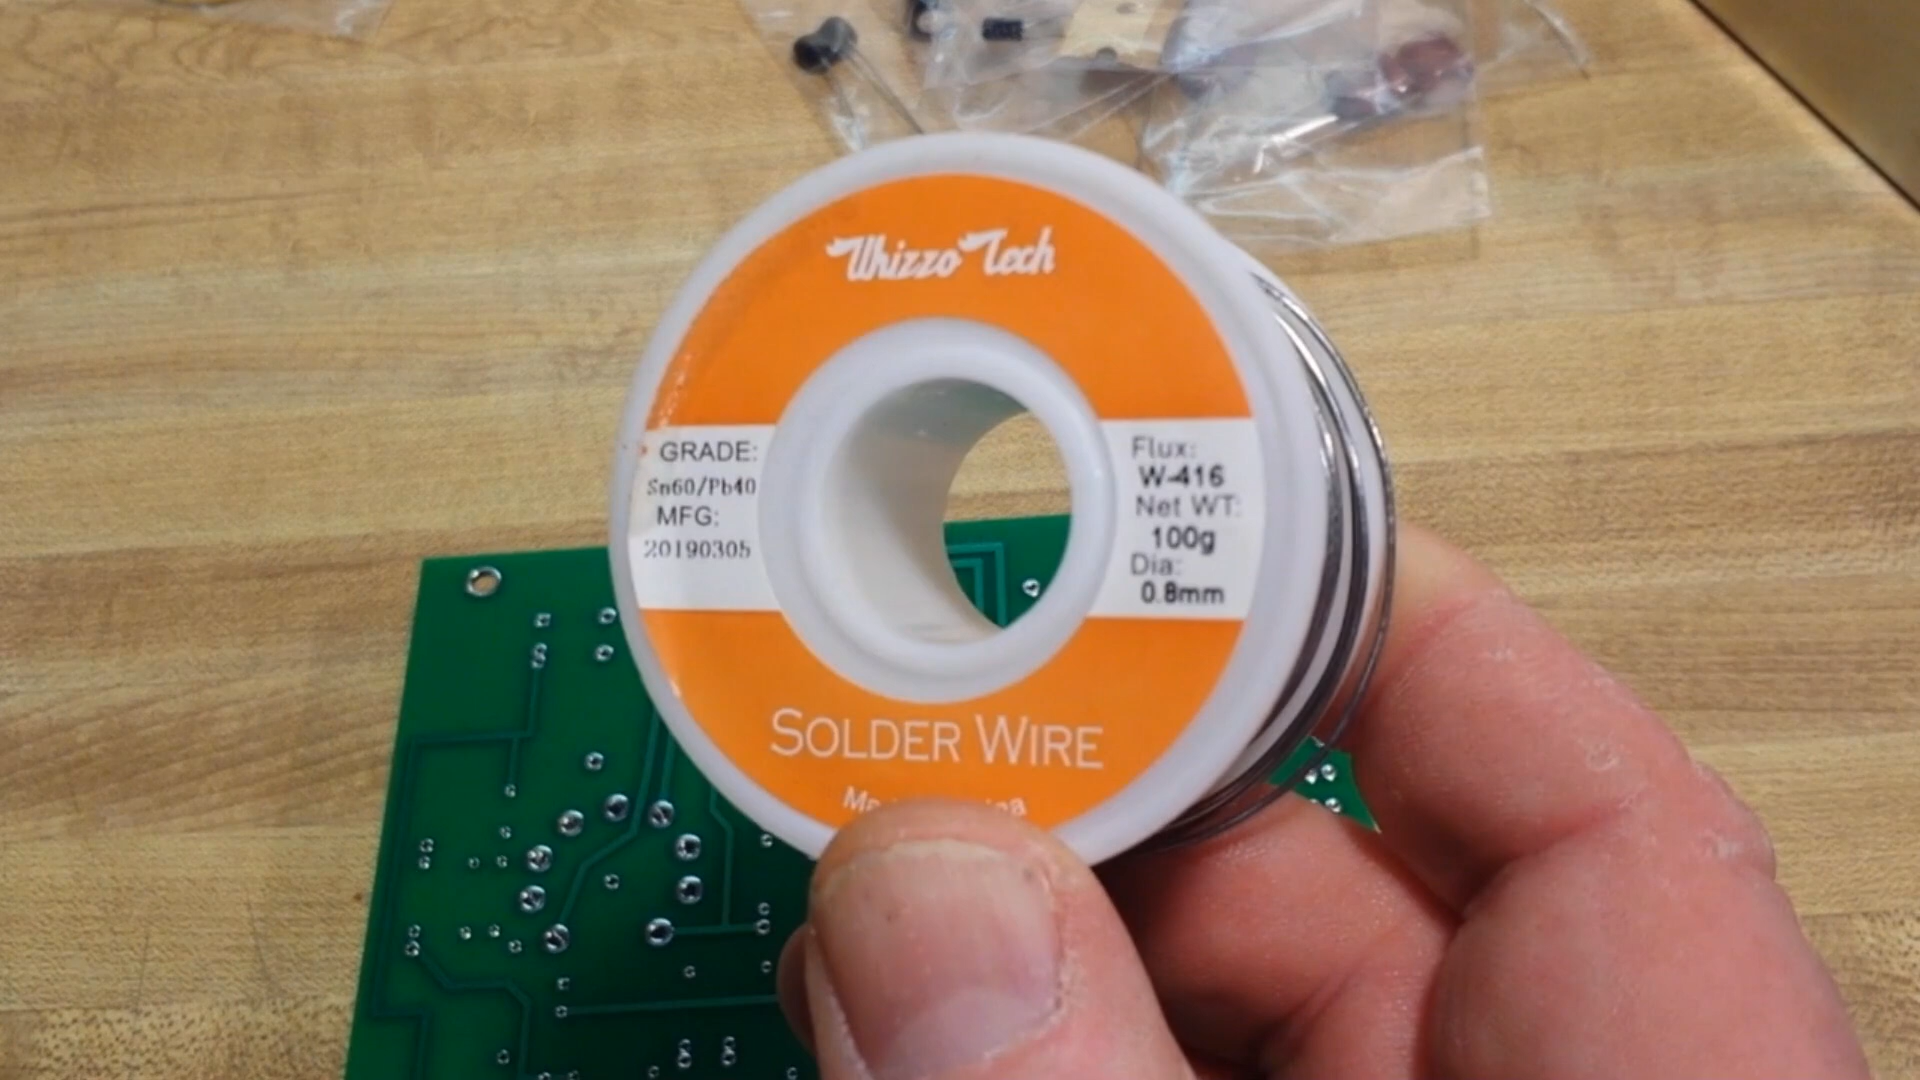 Whizzo Tech
GRADE:
Sn60/Pb40
MFG:
20190305
Flux:
W-416
Net WT:
100g
Dia:
0.8mm
SOLDER WIRE